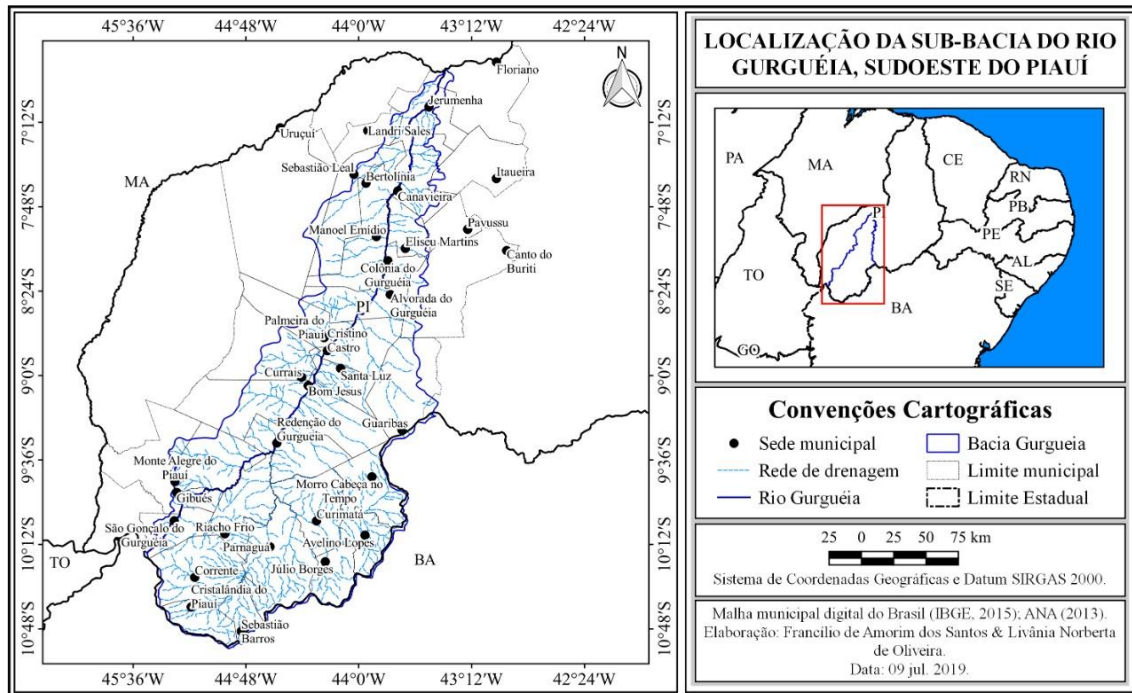 45°36'W
44°48'W
44°0'W
43°12'W
42°24'W
N
Floriano
Jerumenha
7°12'S
7°12'S
Uruçuí
Landri Sales
Sebastião Leal
Bertolínia
Itaueira
MA
Canavieira
7°48'S
7°48'S
Pavussu
Manoel Emídio
Eliseu Martins
Canto do
Buriti
Colônia do
Gurguéia
8°24'S
8°24'S
Alvorada do
Gurguéia
PI
Palmeira do
Piauí
Cristino
Castro
9°0'S
9°0'S
Currais
Santa Luz
Bom Jesus
Redenção do
Gurgueia
Guaribas
9°36'S
9°36'S
Monte Alegre do
Piauí
Gibués
Morro Cabeça no
Tempo
Curimatá
São Gonçalo do
Gurguéia
Riacho Frio
10°12'S
10°12'S
Parnaguá
Avelino Lopes
TO
BA
Júlio Borges
Corrente
Cristalândia do
Piauí
Sebastião
Barros
10°48'S
10°48'S
45°36'W
44°48'W
44°0'W
43°12'W
42°24'W
LOCALIZAÇÃO DA SUB-BACIA DO RIO
GURGUÉIA, SUDOESTE DO PIAUÍ
PA
MA
CE
RN
PB
PI
PE
AL
TO
SE
BA
GO
Convenções Cartográficas
Sede municipal
Bacia Gurgueia
Rede de drenagem
Limite municipal
Rio Gurguéia
Limite Estadual
25 0 25 50 75 km
Sistema de Coordenadas Geográficas e Datum SIRGAS 2000.
Malha municipal digital do Brasil (IBGE, 2015); ANA (2013).
Elaboração: Francílio de Amorim dos Santos & Livânia Norberta
de Oliveira.
Data: 09 jul. 2019.